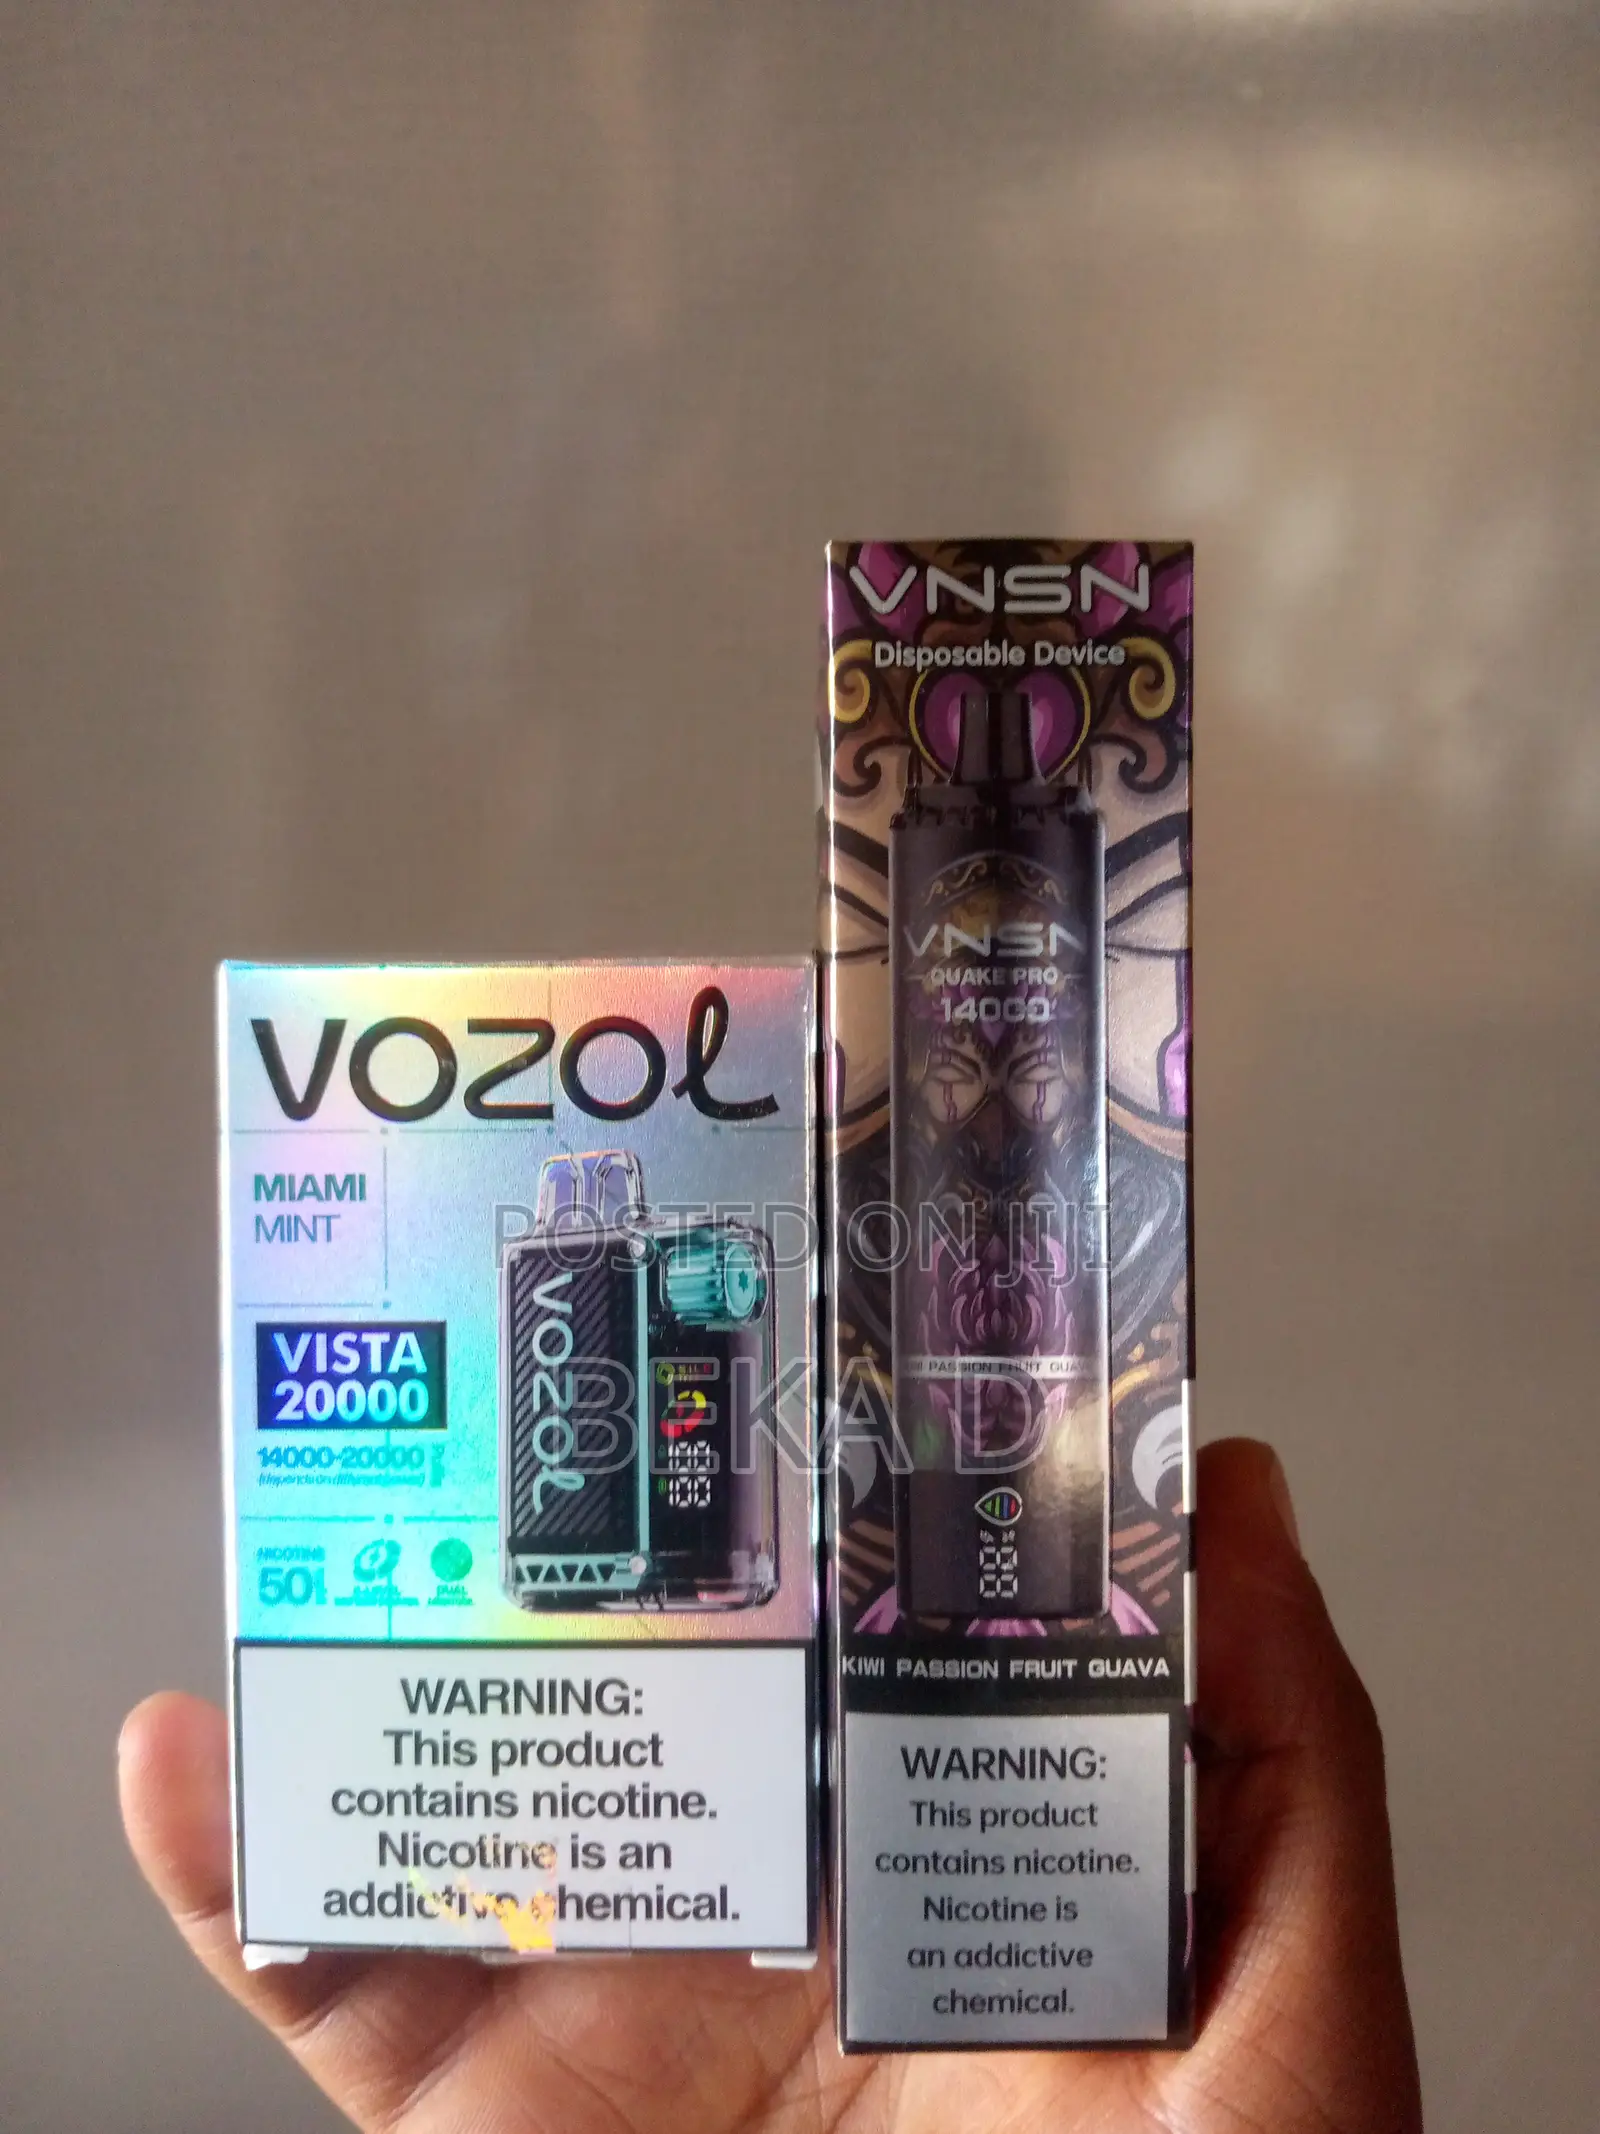 VNSN
Disposable Device
VNSN
QUAKE PRO
14000
KIWI PASSION FRUIT GUAVA
WARNING:
This product
contains nicotine.
Nicotine is
an addictive
chemical.
VOZOL
MIAMI
MINT
VISTA
20000
14000-20000
NICOTINE
50
DUAL
VOZOL
WARNING:
This product
contains nicotine.
Nicotine is an
addictive chemical.
POSTED ON JIJI
BEKA D